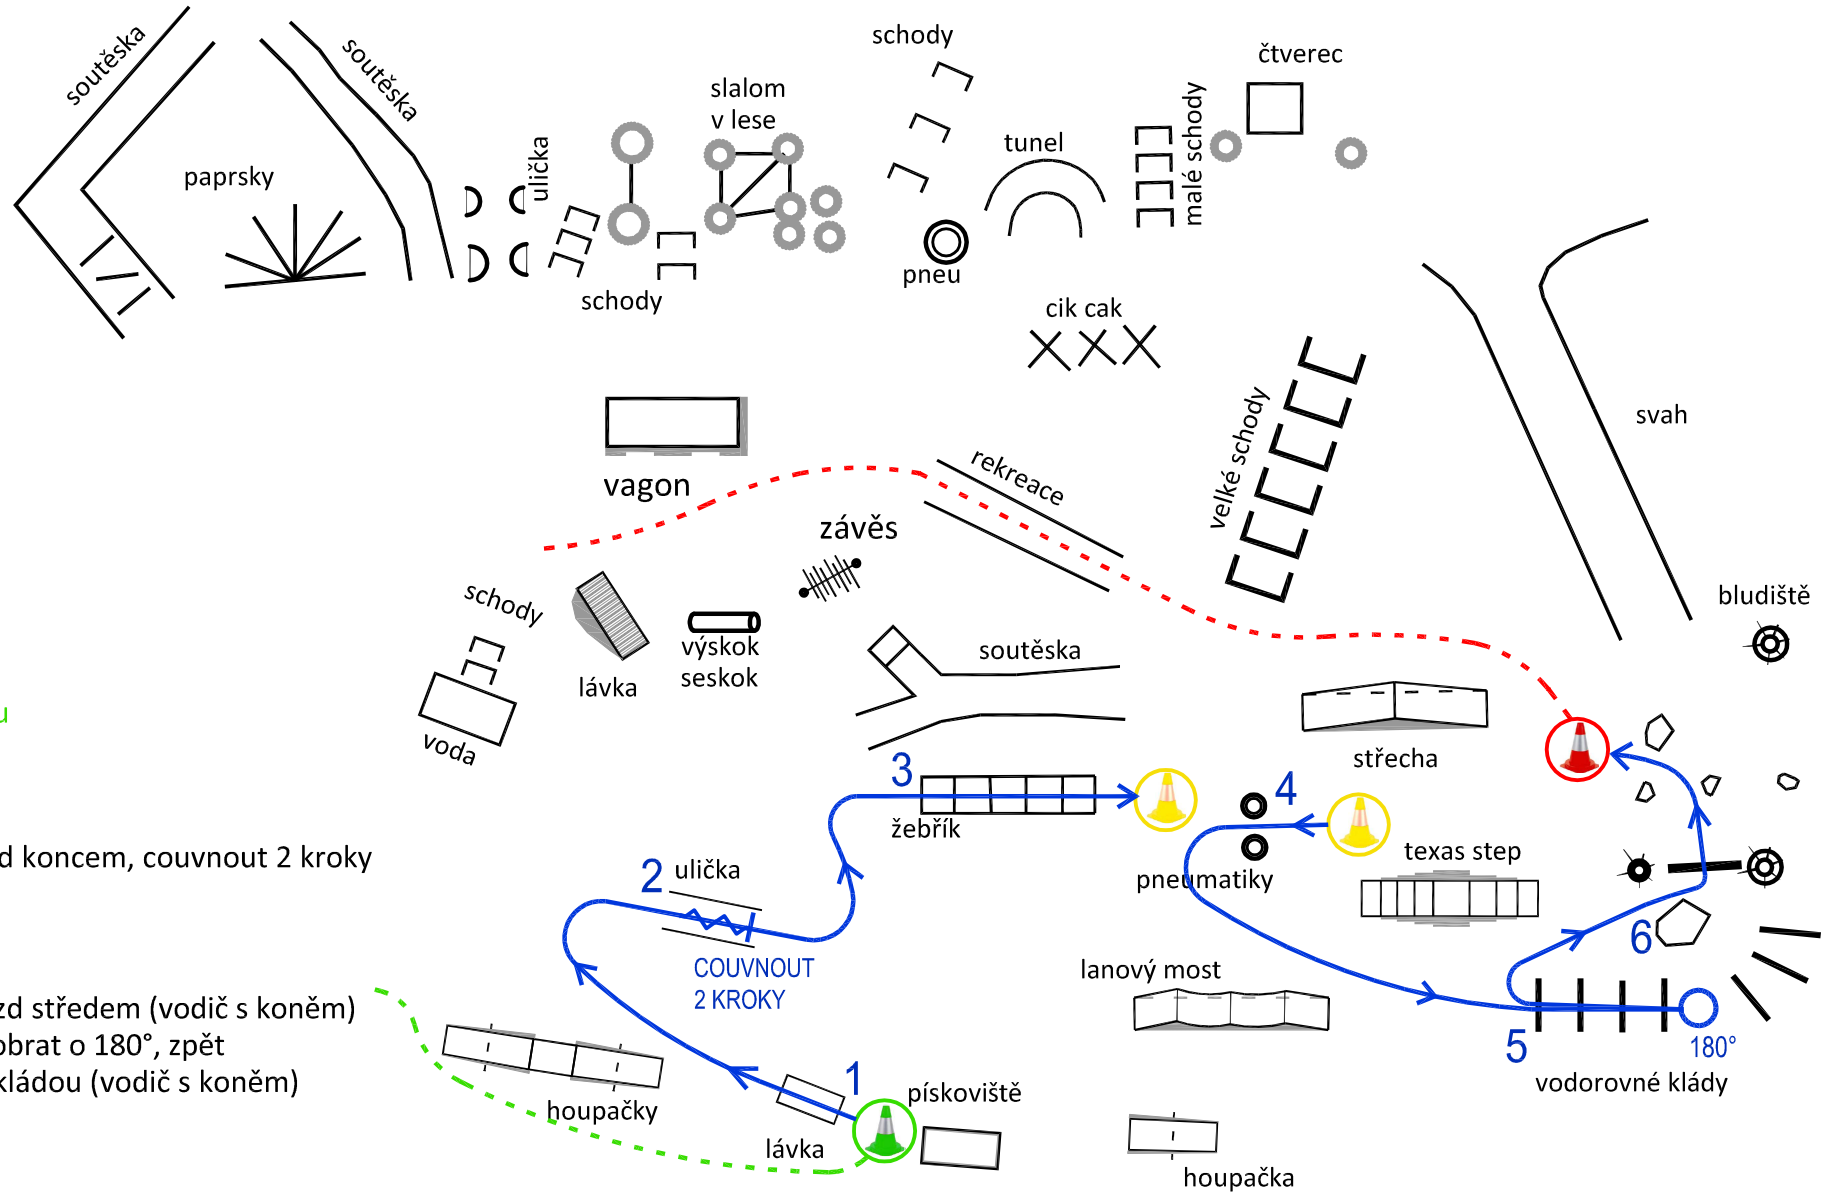 soutěska
soutěska
paprsky
ulička
schody
slalom
v lese
schody
pneu
tunel
malé schody
čtverec
cik cak
velké schody
svah
vagon
rekreace
závěs
schody
lávka
výskok
seskok
voda
soutěska
bludiště
střecha
u
3
žebřík
4
pneumatiky
texas step
d koncem, couvnout 2 kroky
2 ulička
COUVNOUT
2 KROKY
6
lanový most
zd středem (vodič s koněm)
obrat o 180°, zpět
kládou (vodič s koněm)
5
180°
vodorovné klády
houpačky
1
pískoviště
lávka
houpačka